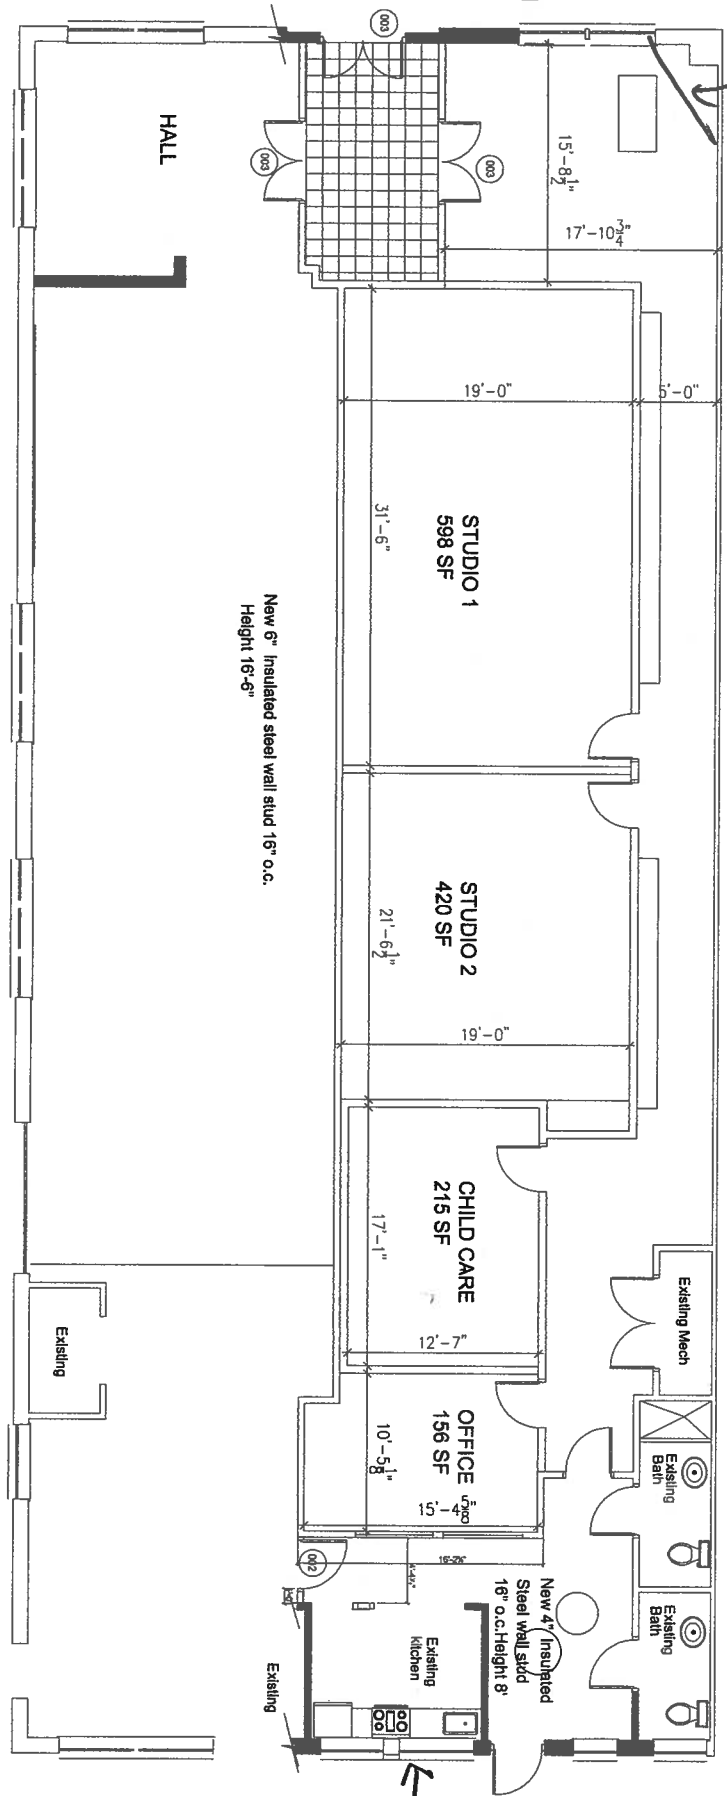 003
HALL
003
003
15'-8 1/2"
17'-10 3/4"
19'-0"
5'-0"
31'-6"
STUDIO 1
598 SF
New 6" Insulated steel wall stud 16" o.c.
Height 16'-6"
STUDIO 2
420 SF
21'-6 1/2"
19'-0"
CHILD CARE
215 SF
17'-1"
12'-7"
Existing Mech
Existing
OFFICE
156 SF
10'-5 1/8"
15'-4 5/8"
Existing
Bath
002
New 4" Insulated
Steel wall stud
16" o.c.Height 8'
Existing
Bath
Existing
kitchen
Existing